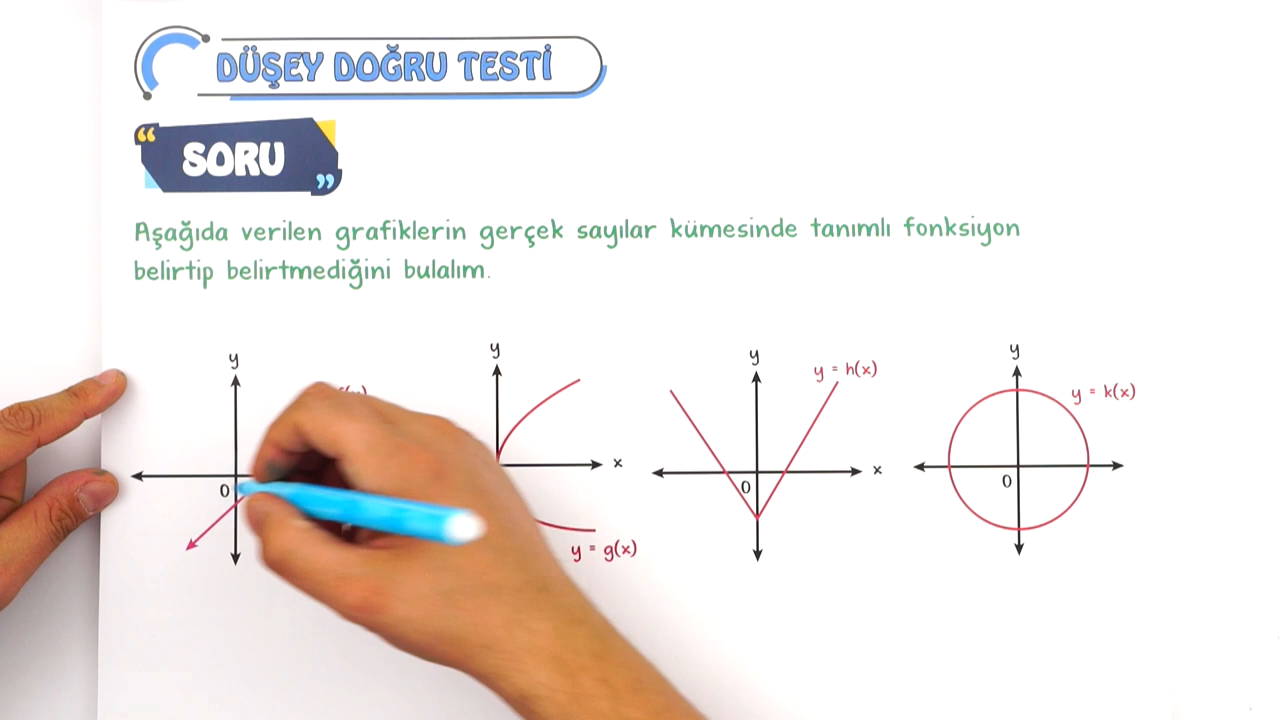 DÜŞEY DOĞRU TESTİ
“ SORU ”
Aşağıda verilen grafiklerin gerçek sayılar kümesinde tanımlı fonksiyon
belirtip belirtmediğini bulalım.
y
0
y
x
y = g(x)
y
y = h(x)
x
0
y
y = k(x)
0